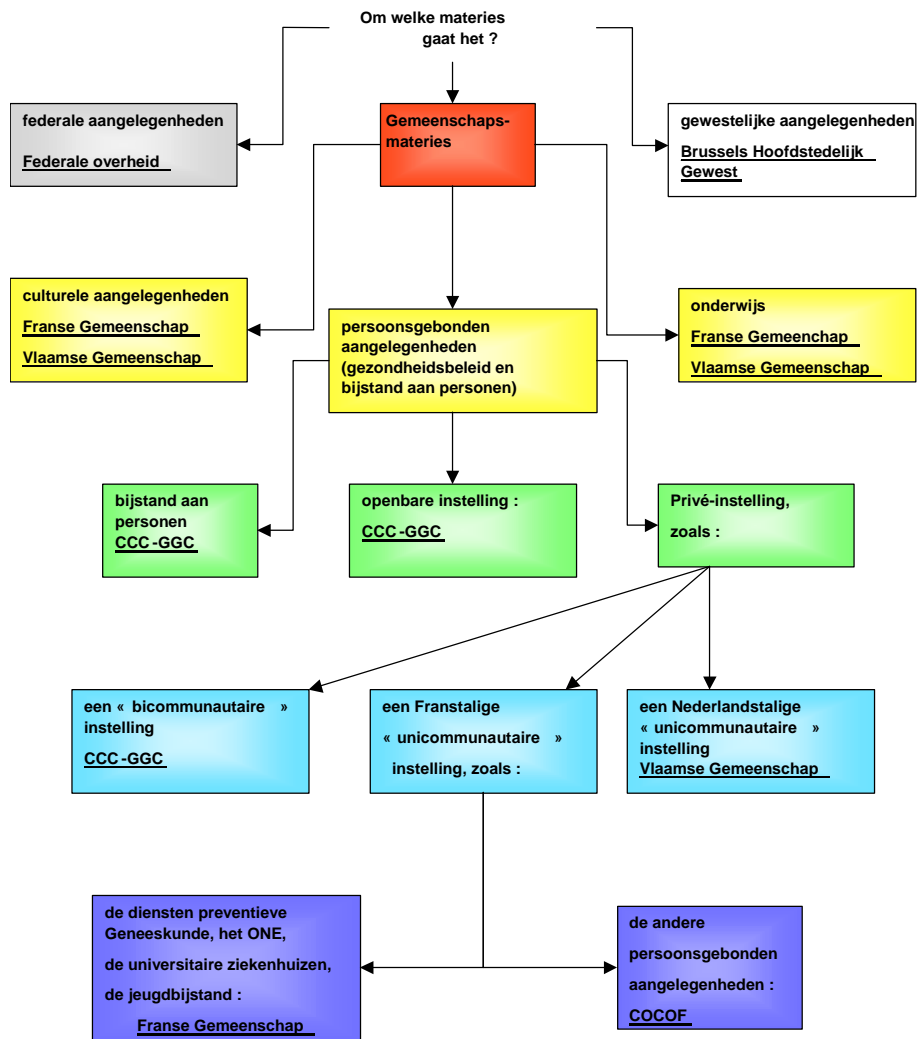 Om welke materies
gaat het ?
federale aangelegenheden
Federale overheid
Gemeenschaps-
materies
gewestelijke aangelegenheden
Brussels Hoofdstedelijk
Gewest
culturele aangelegenheden
Franse Gemeenschap
Vlaamse Gemeenschap
persoonsgebonden
aangelegenheden
(gezondheidsbeleid en
bijstand aan personen)
onderwijs
Franse Gemeenchap
Vlaamse Gemeenschap
bijstand aan
personen
CCC-GGC
openbare instelling :
CCC-GGC
Privé-instelling,
zoals :
een « bicommunautaire »
instelling
CCC-GGC
een Franstalige
« unicommunautaire »
instelling, zoals :
een Nederlandstalige
« unicommunautaire »
instelling
Vlaamse Gemeenschap
de diensten preventieve
Geneeskunde, het ONE,
de universitaire ziekenhuizen,
de jeugdbijstand :
Franse Gemeenschap
de andere
persoonsgebonden
aangelegenheden :
COCOF